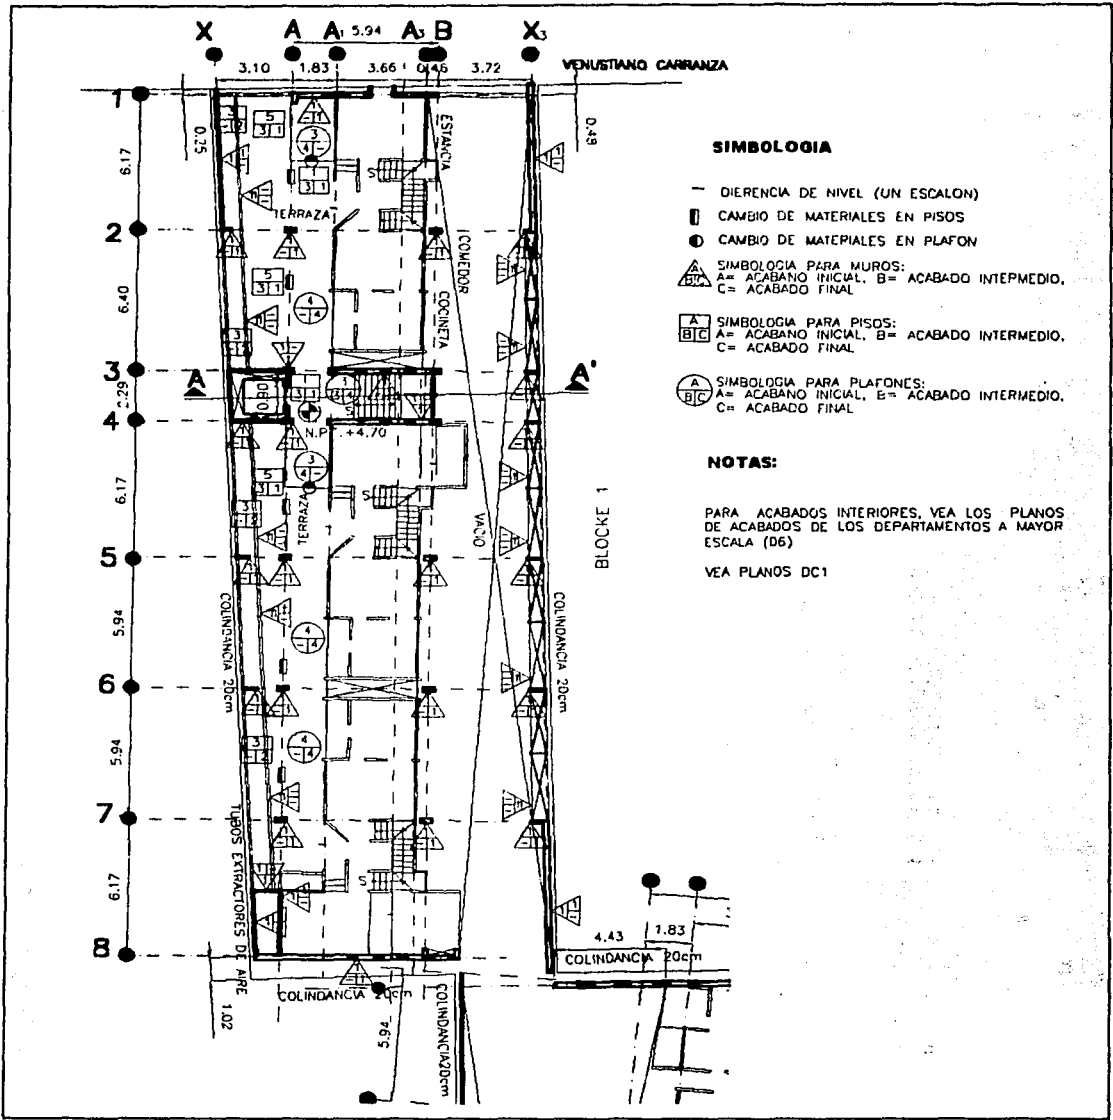 X A A1 5.94 A3 B X3
3.10 1.83 3.66 0.46 3.72 VENUSTIANO CARRANZA
1
0.25
0.49
6.17
ESTANCIA
S
TERRAZA
2
6.40
COMEDOR
COCINETA
3
A A'
2.29
0.90
S
4
N.P. +4.70
6.17
S
TERRAZA
VACIO
BLOCKE 1
5
COLINDANCIA 20cm
COLINDANCIA 20cm
5.94
6
5.94
7
TUBOS EXTRACTORES DE AIRE
6.17
S
8
4.43 1.83
COLINDANCIA 20cm
COLINDANCIA 20cm
COLINDANCIA20cm
1.02
5.94
SIMBOLOGIA
DIERENCIA DE NIVEL (UN ESCALON)
CAMBIO DE MATERIALES EN PISOS
CAMBIO DE MATERIALES EN PLAFON
A
B C
SIMBOLOGIA PARA MUROS:
A= ACABANO INICIAL, B= ACABADO INTEPMEDIO,
C= ACABADO FINAL
A
B C
SIMBOLOGIA PARA PISOS:
A= ACABANO INICIAL, B= ACABADO INTERMEDIO,
C= ACABADO FINAL
A
B C
SIMBOLOGIA PARA PLAFONES:
A= ACABANO INICIAL, B= ACABADO INTERMEDIO,
C= ACABADO FINAL
NOTAS:
PARA ACABADOS INTERIORES, VEA LOS PLANOS
DE ACABADOS DE LOS DEPARTAMENTOS A MAYOR
ESCALA (D6)
VEA PLANOS DC1